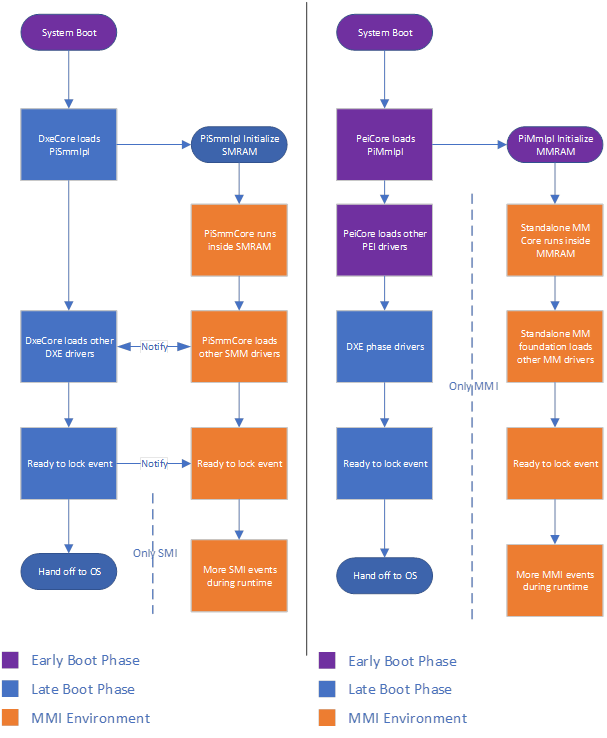 System Boot
DxeCore loads
PiSmmIpl
PiSmmIpl Initialize
SMRAM
PiSmmCore runs
inside SMRAM
DxeCore loads other
DXE drivers
Notify
PiSmmCore loads
other SMM drivers
Ready to lock event
Notify
Ready to lock event
Only SMI
Hand off to OS
More SMI events
during runtime
Early Boot Phase
Late Boot Phase
MMI Environment
System Boot
PeiCore loads
PiMmIpl
PiMmIpl Initialize
MMRAM
PeiCore loads other
PEI drivers
Standalone MM
Core runs inside
MMRAM
DXE phase drivers
Standalone MM
foundation loads
other MM drivers
Only MMI
Ready to lock event
Ready to lock event
Hand off to OS
More MMI events
during runtime
Early Boot Phase
Late Boot Phase
MMI Environment